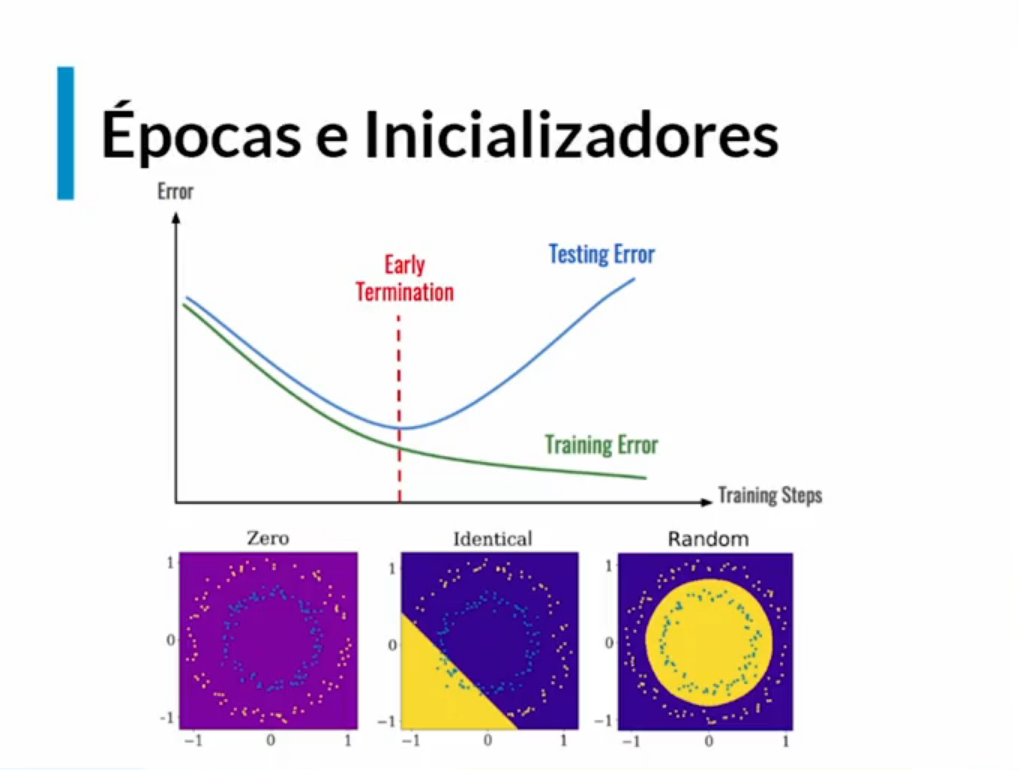 Épocas e Inicializadores
Error
Early
Termination
Testing Error
Training Error
Training Steps
Zero
Identical
Random
1
0
-1
-1 0 1
1
0
-1
-1 0 1
1
0
-1
-1 0 1